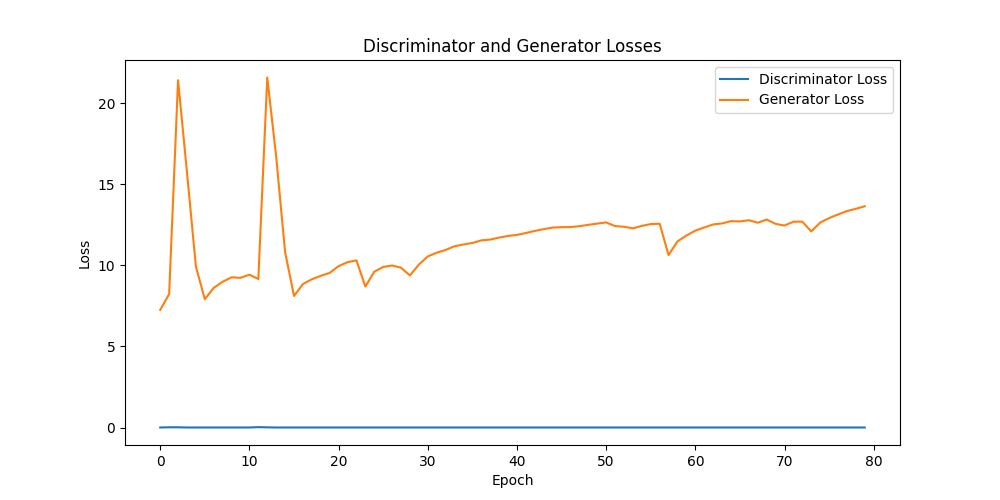 Discriminator and Generator Losses
Discriminator Loss
Generator Loss
20
15
10
5
0
Loss
0 10 20 30 40 50 60 70 80
Epoch